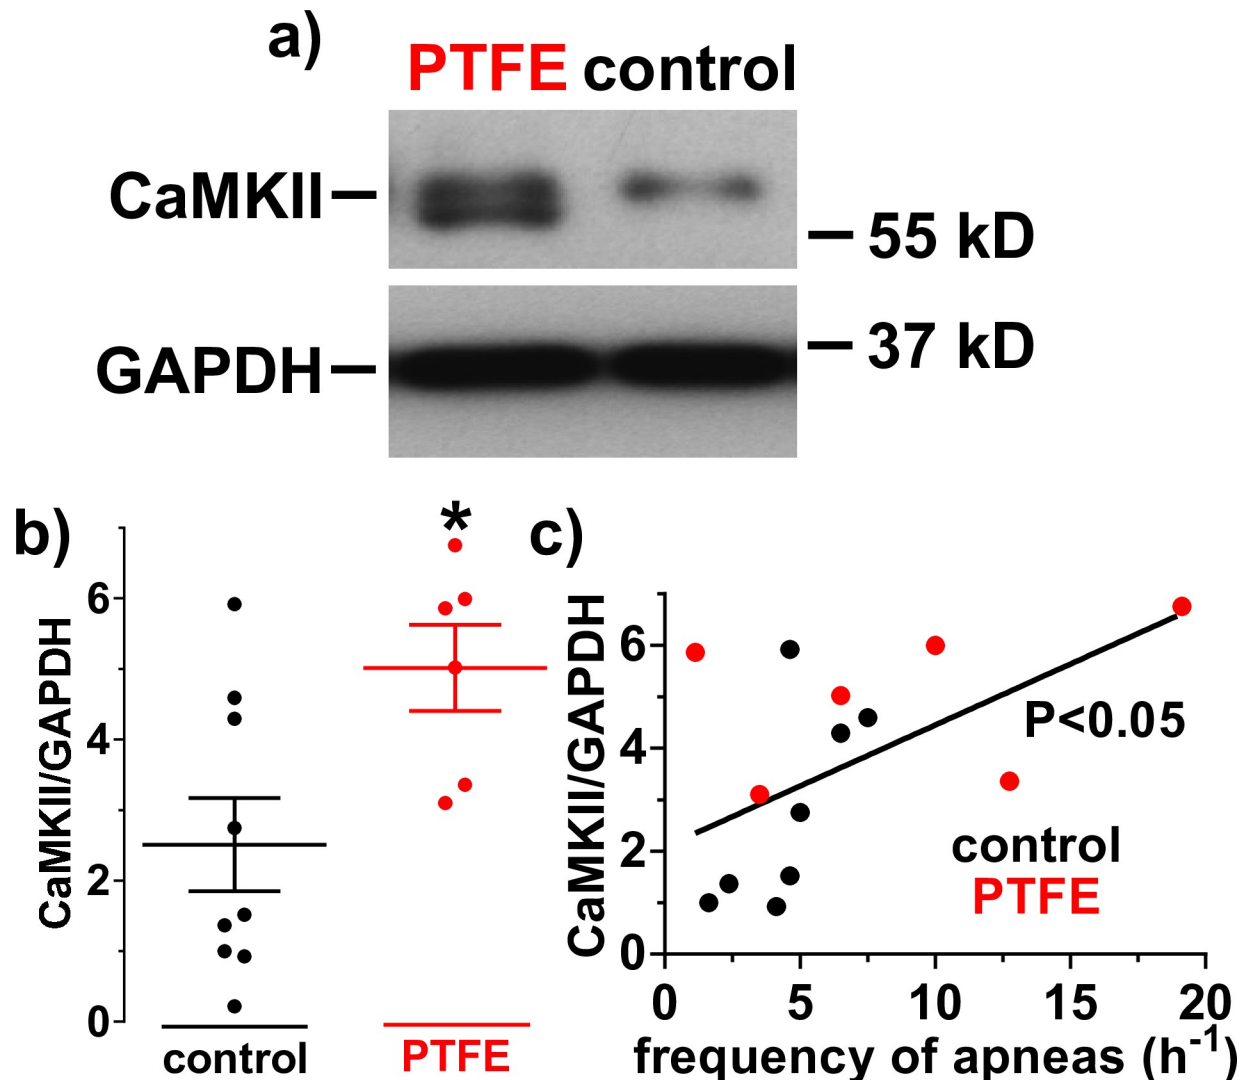 a)
PTFE control
CaMKII
55 kD
GAPDH
37 kD
b)
*
6
4
2
0
CaMKII/GAPDH
control
PTFE
c)
CaMKII/GAPDH
6
4
2
0
P<0.05
control
PTFE
0 5 10 15 20
frequency of apneas (h⁻¹)